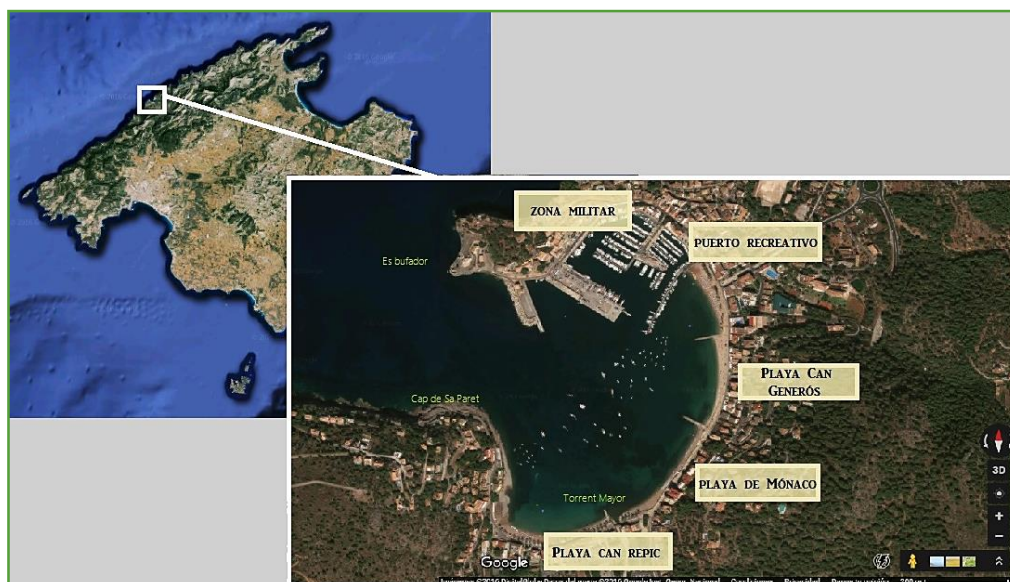 ZONA MILITAR
PUERTO RECREATIVO
Es bufador
PLAYA CAN
GENERÓS
Cap de Sa Paret
PLAYA DE MÓNACO
Torrent Mayor
PLAYA CAN REPIC
3D
Google